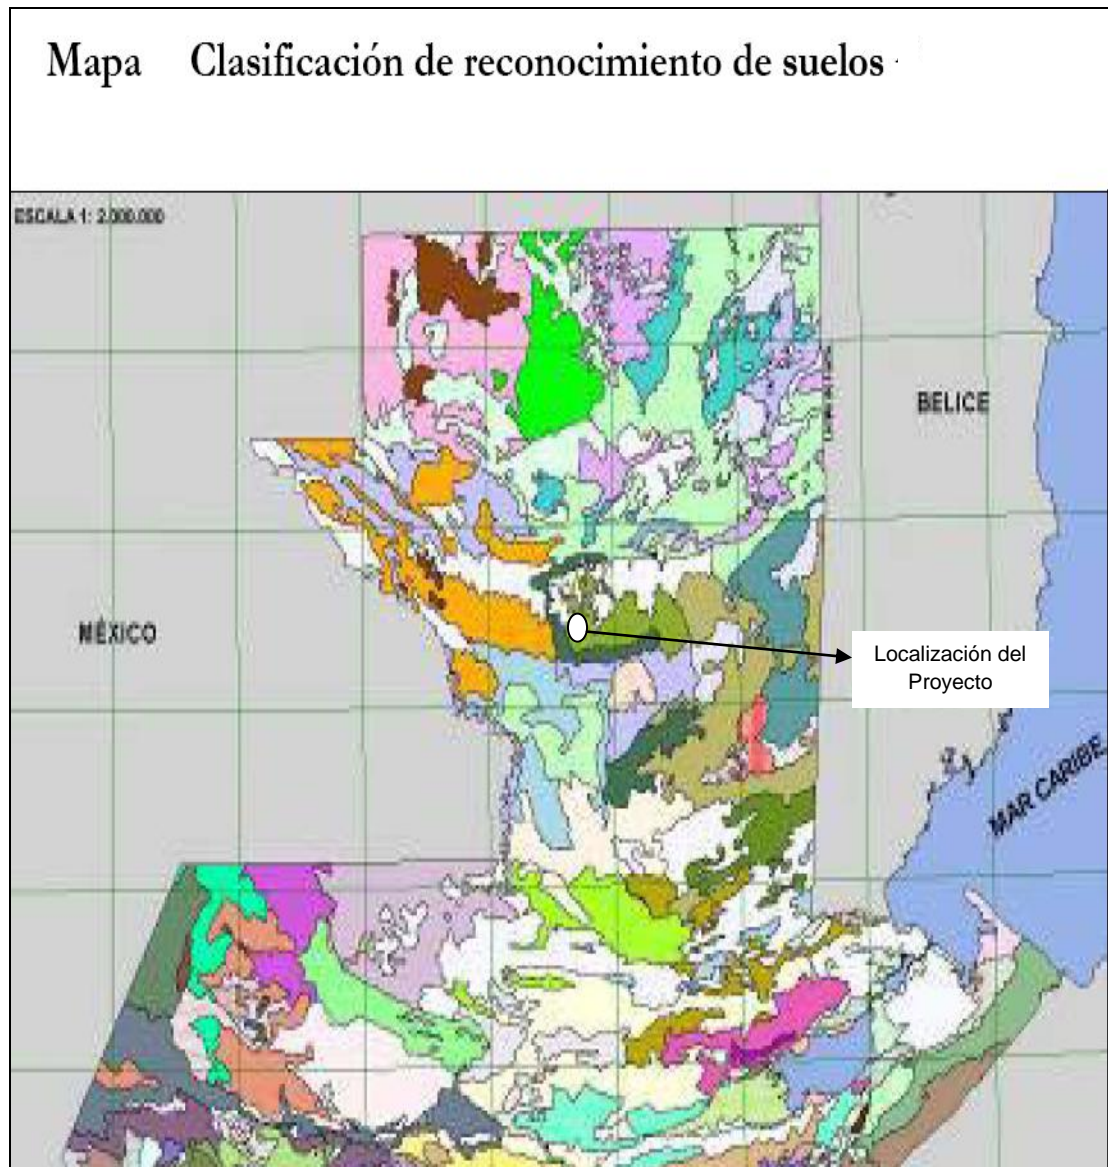 Mapa Clasificación de reconocimiento de suelos
ESCALA 1: 2.000.000
BELICE
MÉXICO
Localización del
Proyecto
MAR CARIBE